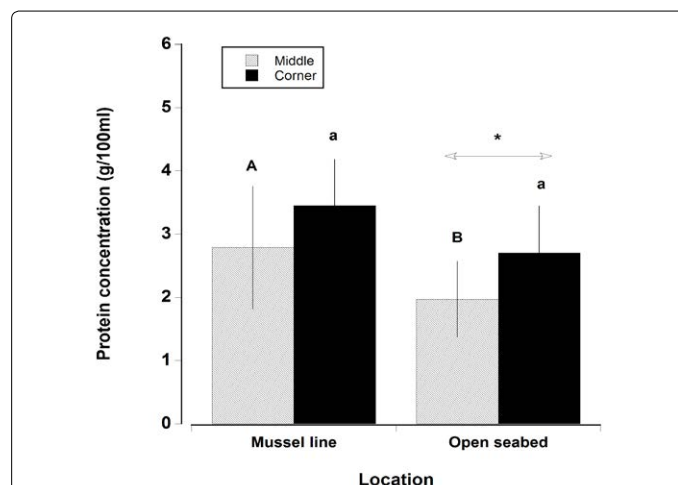 6
5
4
3
2
1
0
Protein concentration (g/100ml)
Middle
Corner
A
a
*
B
a
Mussel line
Open seabed
Location